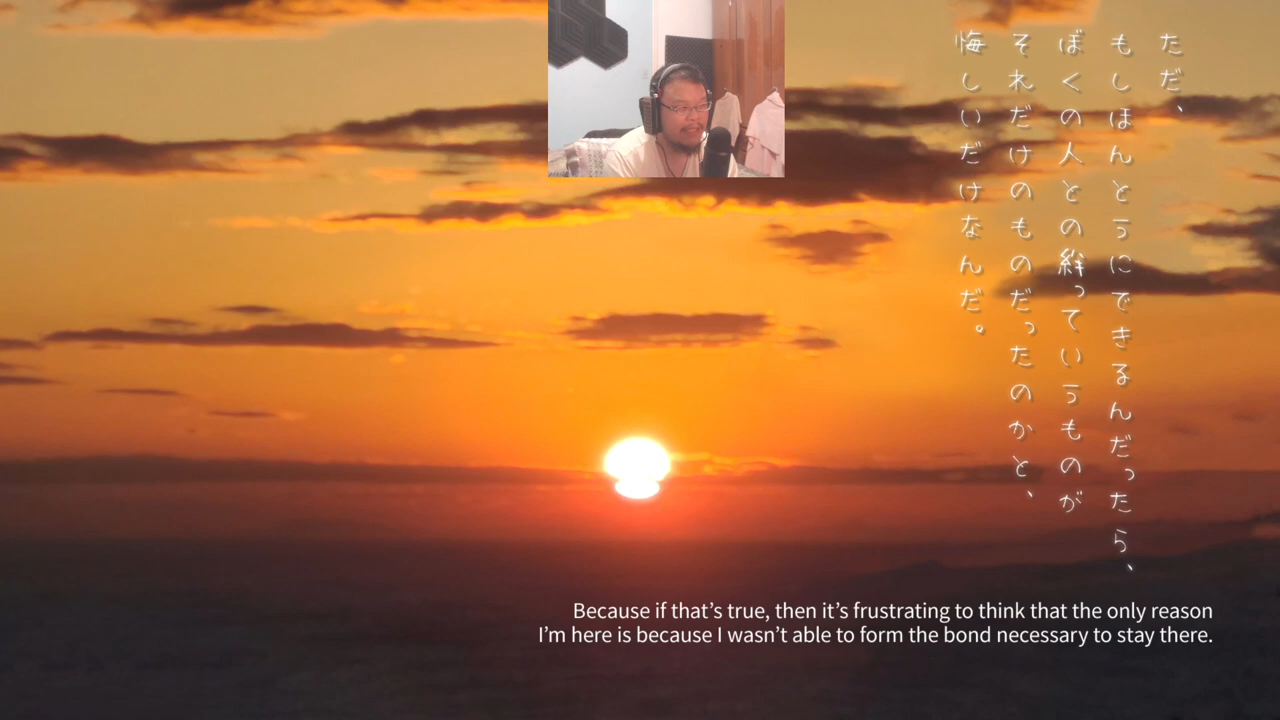 ただ、
もしほんとうにできるんだったら、
ぼくの人との絆っていうものが
それだけのものだったのかと、
悔しいだけなんだ。
Because if that’s true, then it’s frustrating to think that the only reason
I’m here is because I wasn’t able to form the bond necessary to stay there.